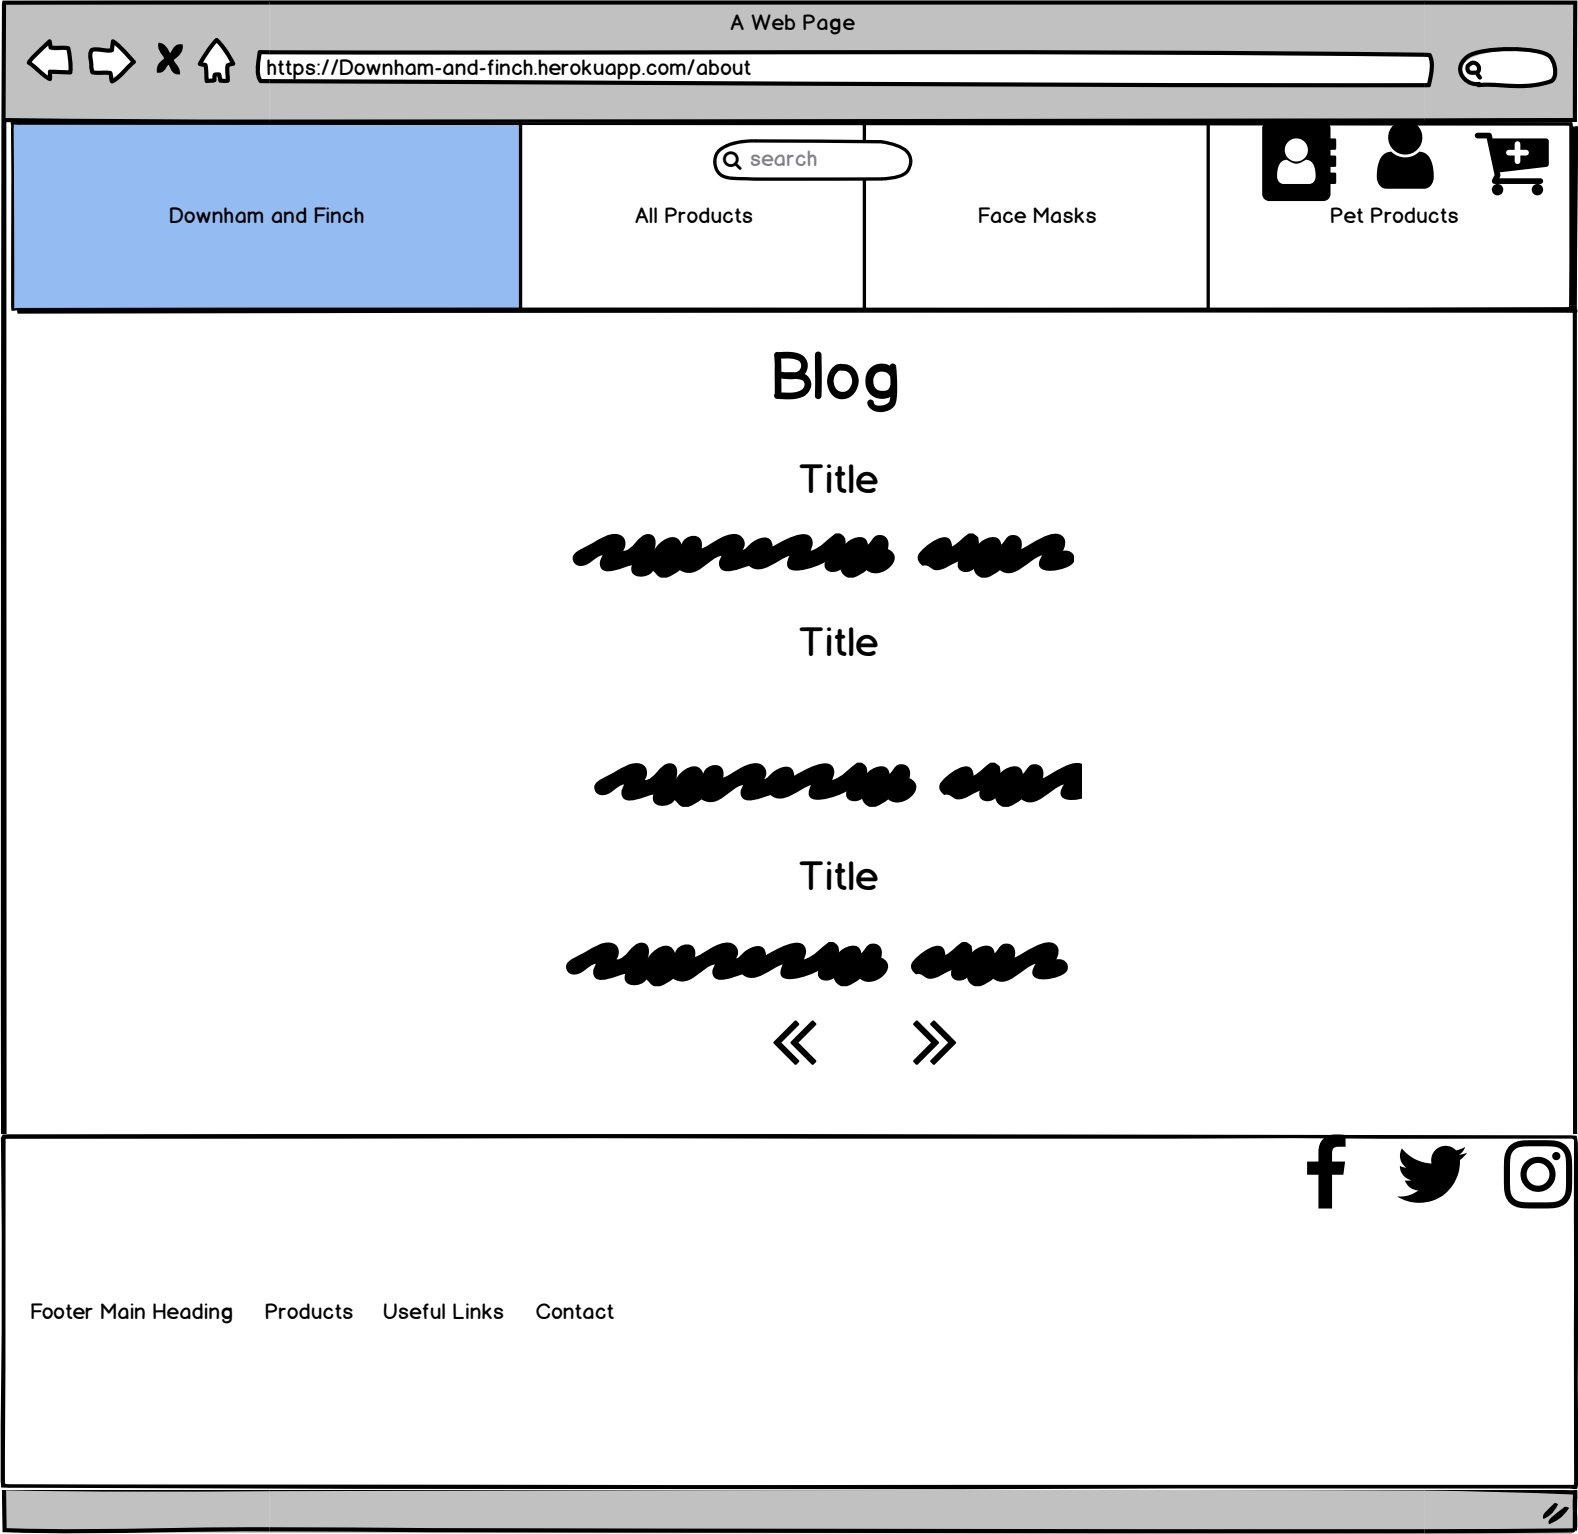 A Web Page
https://Downham-and-finch.herokuapp.com/about
search
Downham and Finch All Products Face Masks Pet Products
Blog
Title
Title
Title
Footer Main Heading Products Useful Links Contact